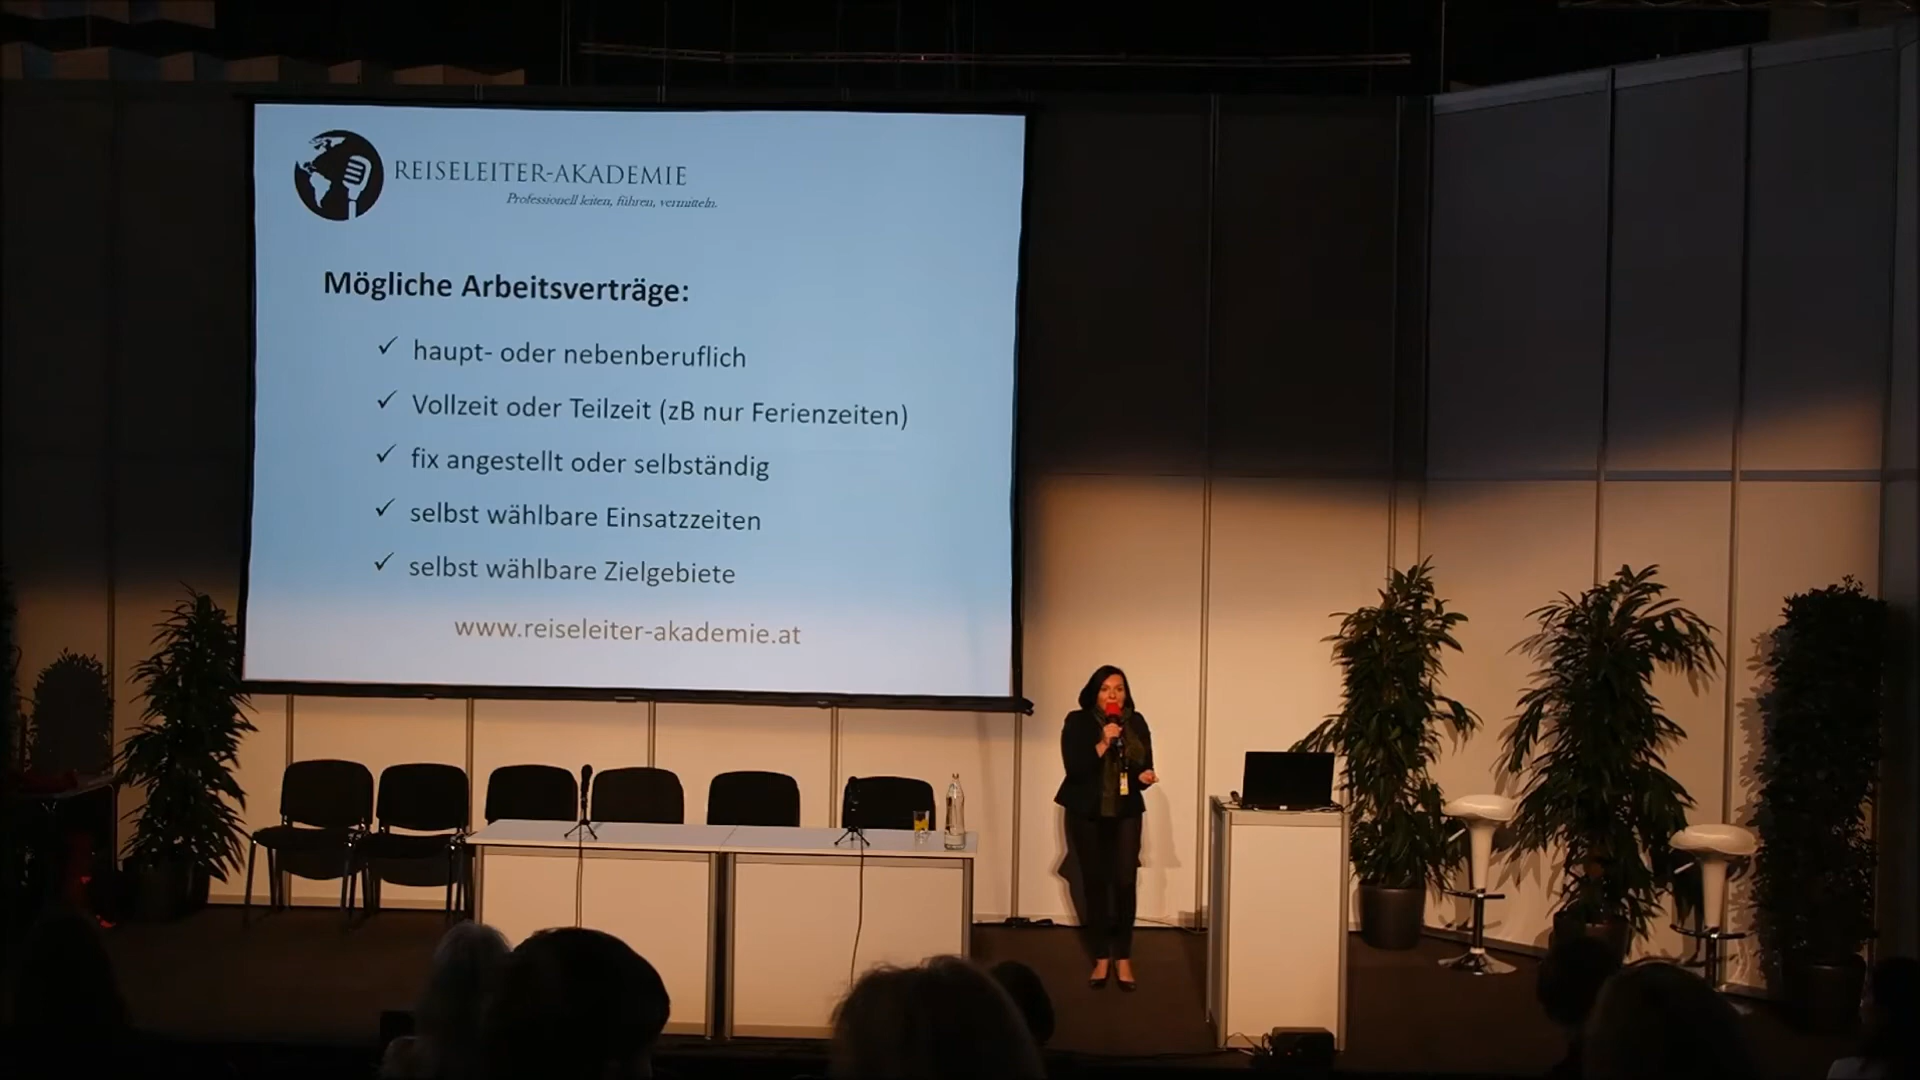 REISELEITER-AKADEMIE
Professionell leiten, führen, vermitteln.
Mögliche Arbeitsverträge:
✓ haupt- oder nebenberuflich
✓ Vollzeit oder Teilzeit (zB nur Ferienzeiten)
✓ fix angestellt oder selbständig
✓ selbst wählbare Einsatzzeiten
✓ selbst wählbare Zielgebiete
www.reiseleiter-akademie.at